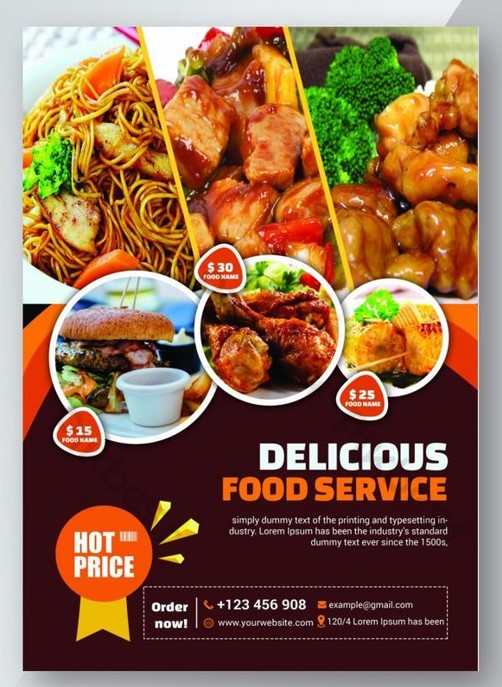 $ 30
FOOD NAME
$ 25
FOOD NAME
$ 15
FOOD NAME
DELICIOUS
FOOD SERVICE
simply dummy text of the printing and typesetting in-
dustry. Lorem Ipsum has been the industry's standard
dummy text ever since the 1500s,
HOT
PRICE
Order
now!
+123 456 908
example@gmail.com
www.yourwebsite.com
120/4 Lorem Ipsum has been